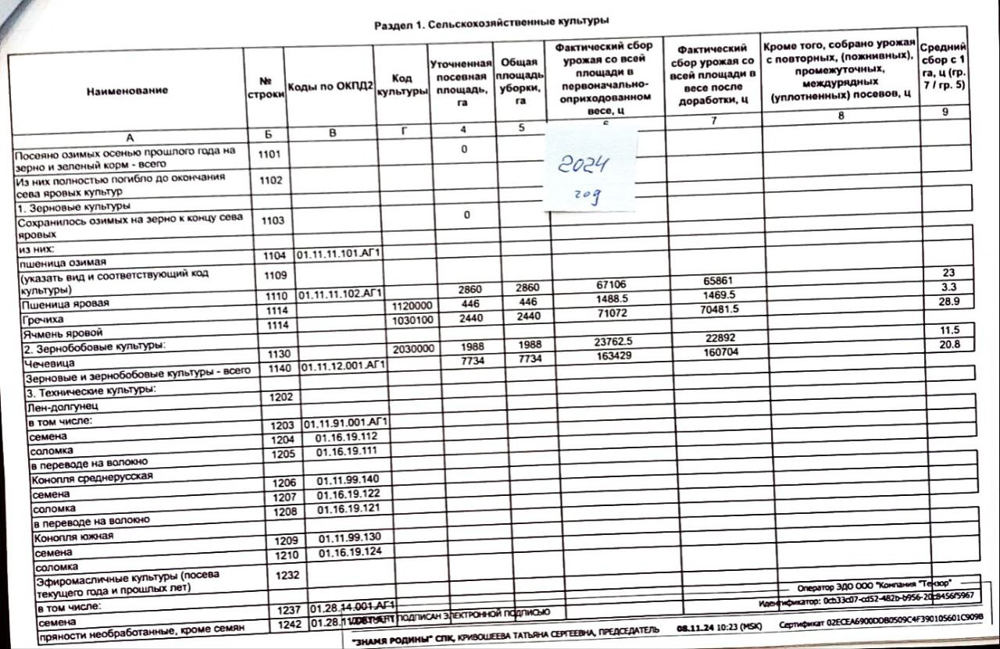 Раздел 1. Сельскохозяйственные культуры
Наименование | № строки | Коды по ОКПД2 | Код культуры | Уточненная посевная площадь, га | Общая площадь уборки, га | Фактический сбор урожая со всей площади в первоначально-оприходованном весе, ц | Фактический сбор урожая со всей площади в весе после доработки, ц | Кроме того, собрано урожая с повторных, (пожнивных), промежуточных, междурядных (уплотненных) посевов, ц | Средний сбор с 1 га, ц (гр. 7 / гр. 5)
А | Б | В | Г | 4 | 5 | 6 | 7 | 8 | 9
Посеяно озимых осенью прошлого года на зерно и зеленый корм - всего | 1101 | 0
2024
год
Из них полностью погибло до окончания сева яровых культур | 1102
1. Зерновые культуры
Сохранилось озимых на зерно к концу сева яровых | 1103 | 0
из них:
пшеница озимая | 1104 | 01.11.11.101.АГ1
(указать вид и соответствующий код культуры) | 1109
Пшеница яровая | 1110 | 01.11.11.102.АГ1 | 2860 | 2860 | 67106 | 65861 | 23
Гречиха | 1114 | 1120000 | 446 | 446 | 1488.5 | 1469.5 | 3.3
Ячмень яровой | 1114 | 1030100 | 2440 | 2440 | 71072 | 70481.5 | 28.9
2. Зернобобовые культуры:
Чечевица | 1130 | 2030000 | 1988 | 1988 | 23762.5 | 22892 | 11.5
Зерновые и зернобобовые культуры - всего | 1140 | 01.11.12.001.АГ1 | 7734 | 7734 | 163429 | 160704 | 20.8
3. Технические культуры:
Лен-долгунец | 1202
в том числе:
семена | 1203 | 01.11.91.001.АГ1
соломка | 1204 | 01.16.19.112
в переводе на волокно | 1205 | 01.16.19.111
Конопля среднерусская
семена | 1206 | 01.11.99.140
соломка | 1207 | 01.16.19.122
в переводе на волокно | 1208 | 01.16.19.121
Конопля южная
семена | 1209 | 01.11.99.130
соломка | 1210 | 01.16.19.124
Эфиромасличные культуры (посева текущего года и прошлых лет) | 1232
в том числе:
семена | 1237 | 01.28.14.001.АГ1
пряности необработанные, кроме семян | 1242
Оператор ЭДО ООО "Компания "Тензор"
ПОДПИСАН ЭЛЕКТРОННОЙ ПОДПИСЬЮ
Идентификатор: 0cb33c07-cd52-482b-b956-20c8456f5967
"ЗНАМЯ РОДИНЫ" СПК, КРИВОШЕЕВА ТАТЬЯНА СЕРГЕЕВНА, ПРЕДСЕДАТЕЛЬ 08.11.24 10:23 (MSK) Сертификат 02ECEA6900DDB0509C4F390105601C909B